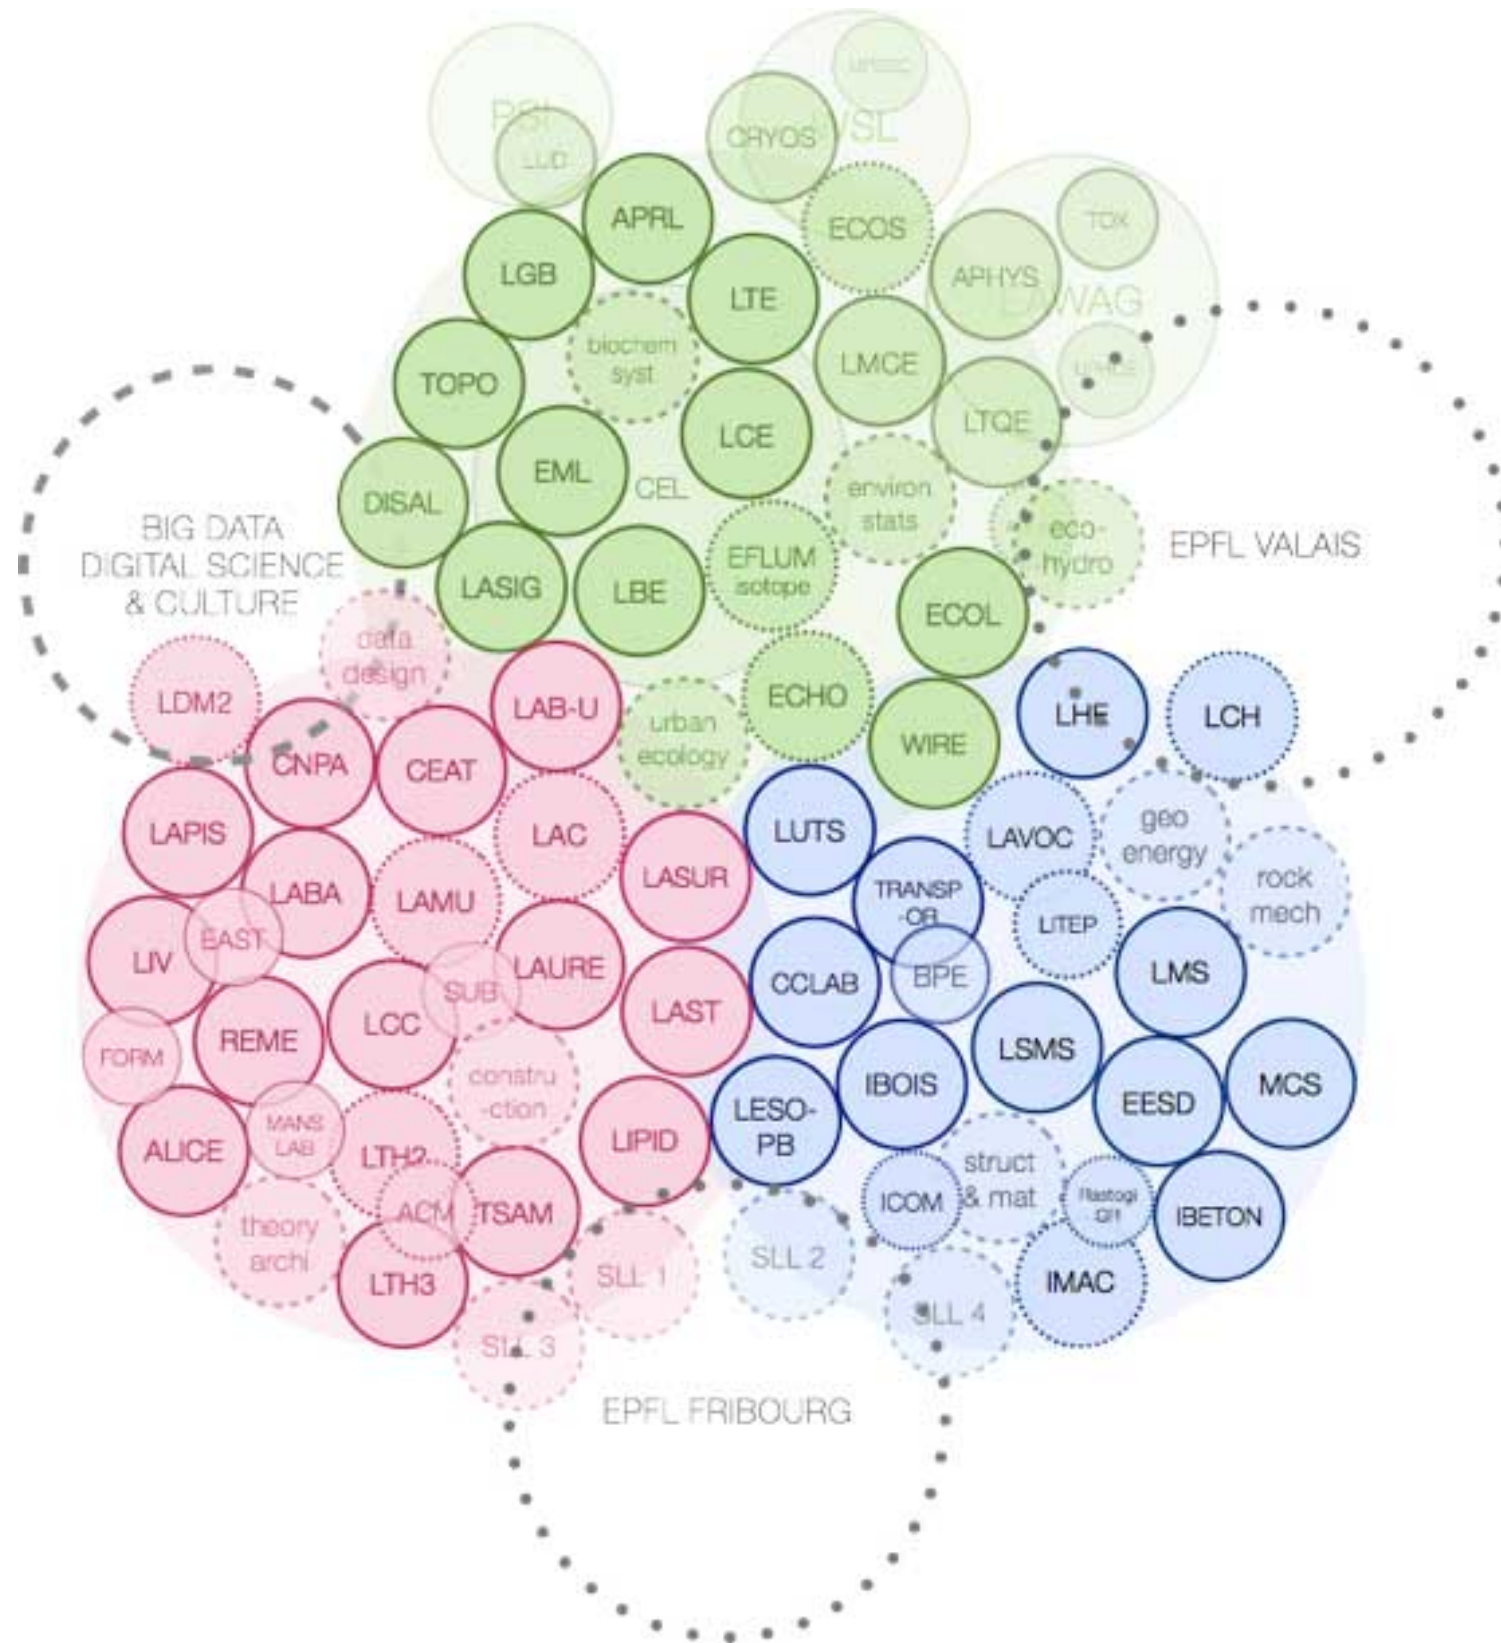 PSI
LUD
CRYOS
WSL
APRL
ECOS
TOX
LGB
LTE
APHYS
EAWAG
biochem
syst
TOPO
LMCE
LCE
LTQE
EML
CEL
environ
stats
DISAL
BIG DATA
DIGITAL SCIENCE
& CULTURE
EFLUM
isotope
eco-
hydro
EPFL VALAIS
LASIG
LBE
ECOL
data
design
LDM2
LAB-U
urban
ecology
ECHO
WIRE
LHE
LCH
CNPA
CEAT
LAPIS
LAC
LUTS
LAVOC
geo
energy
LABA
LAMU
LASUR
TRANSP
-OR
LITEP
rock
mech
EAST
LIV
SUB
LAURE
CCLAB
BPE
LMS
FORM
REME
LCC
LAST
LSMS
constru
-ction
IBOIS
EESD
MCS
MANS
LAB
ALICE
LTH2
LIPID
LESO-
PB
struct
& mat
ICOM
IBETON
theory
archi
ACM
TSAM
LTH3
SLL 1
SLL 2
IMAC
SLL 3
SLL 4
EPFL FRIBOURG